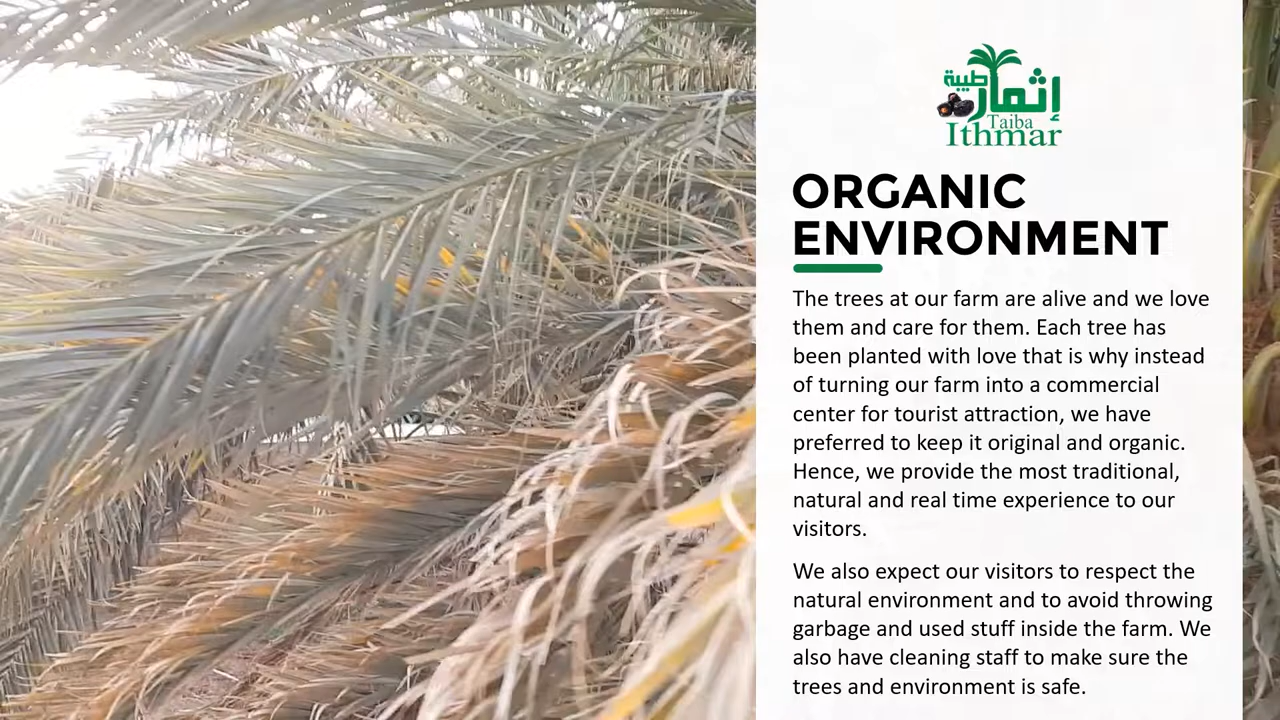 إثمار طيبة
Taiba
Ithmar
ORGANIC
ENVIRONMENT
The trees at our farm are alive and we love
them and care for them. Each tree has
been planted with love that is why instead
of turning our farm into a commercial
center for tourist attraction, we have
preferred to keep it original and organic.
Hence, we provide the most traditional,
natural and real time experience to our
visitors.
We also expect our visitors to respect the
natural environment and to avoid throwing
garbage and used stuff inside the farm. We
also have cleaning staff to make sure the
trees and environment is safe.